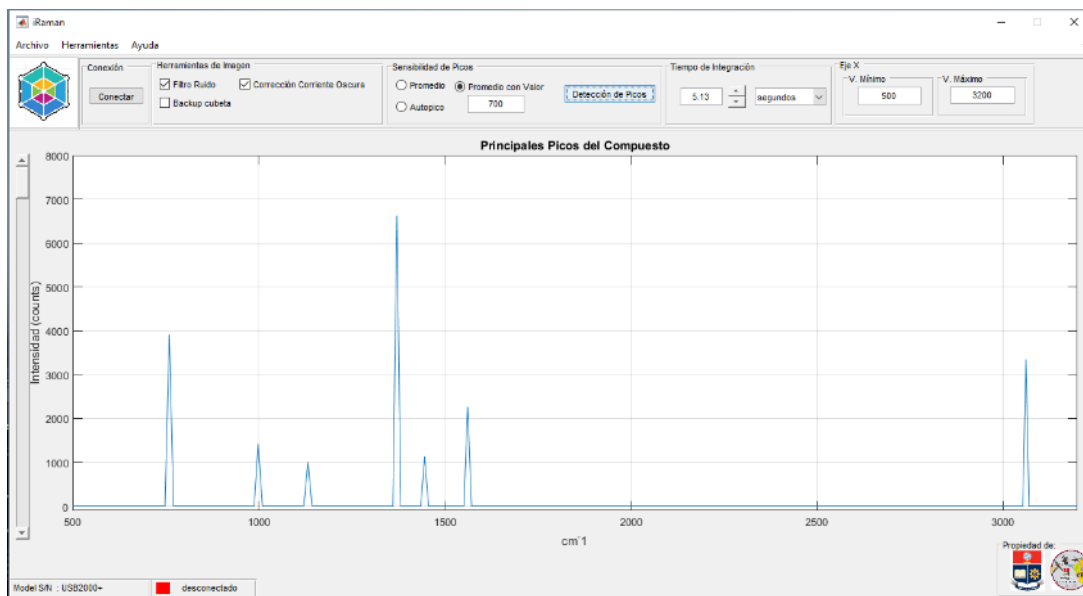 iRaman
Archivo Herramientas Ayuda
Conexión
Conectar
Herramientas de Imagen
Filtro Ruido Corrección Corriente Oscura
Backup cubeta
Sensibilidad de Picos
Promedio Promedio con Valor
Autopico 700
Detección de Picos
Tiempo de Integración
5.13 segundos
Eje X
V. Mínimo V. Máximo
500 3200
Principales Picos del Compuesto
8000
7000
6000
5000
4000
3000
2000
1000
0
Intensidad (counts)
500 1000 1500 2000 2500 3000
cm^-1
Propiedad de:
Model S/N : USB2000+ desconectado